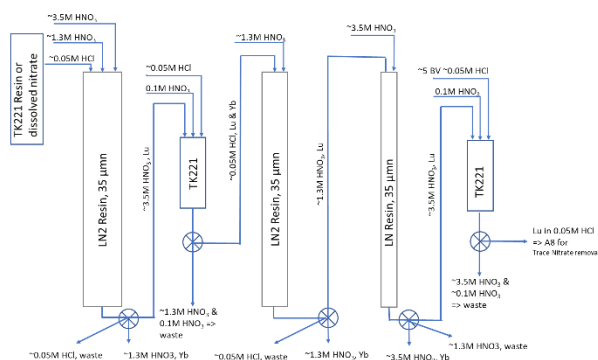 ~3.5M HNO₃
~1.3M HNO₃
~0.05M HCl
TK221 Resin or
dissolved nitrate
LN2 Resin, 35 µmn
~3.5M HNO₃, Lu
~0.05M HCl
0.1M HNO₃
TK221
~0.05M HCl, Lu & Yb
~1.3M HNO₃
LN2 Resin, 35 µmn
~1.3M HNO₃, Lu
~3.5M HNO₃
LN Resin, 35 µmn
~3.5M HNO₃, Lu
~5 BV ~0.05M HCl
0.1M HNO₃
TK221
Lu in 0.05M HCl
=> A8 for
Trace Nitrate remova
~3.5M HNO₃ &
~0.1M HNO₃
=> waste
~1.3M HNO₃ &
0.1M HNO₃ =>
waste
~0.05M HCl, waste
~1.3M HNO3, Yb
~0.05M HCl, waste
~1.3M HNO₃, Yb
~3.5M HNO₃, Yb
~1.3M HNO₃, waste